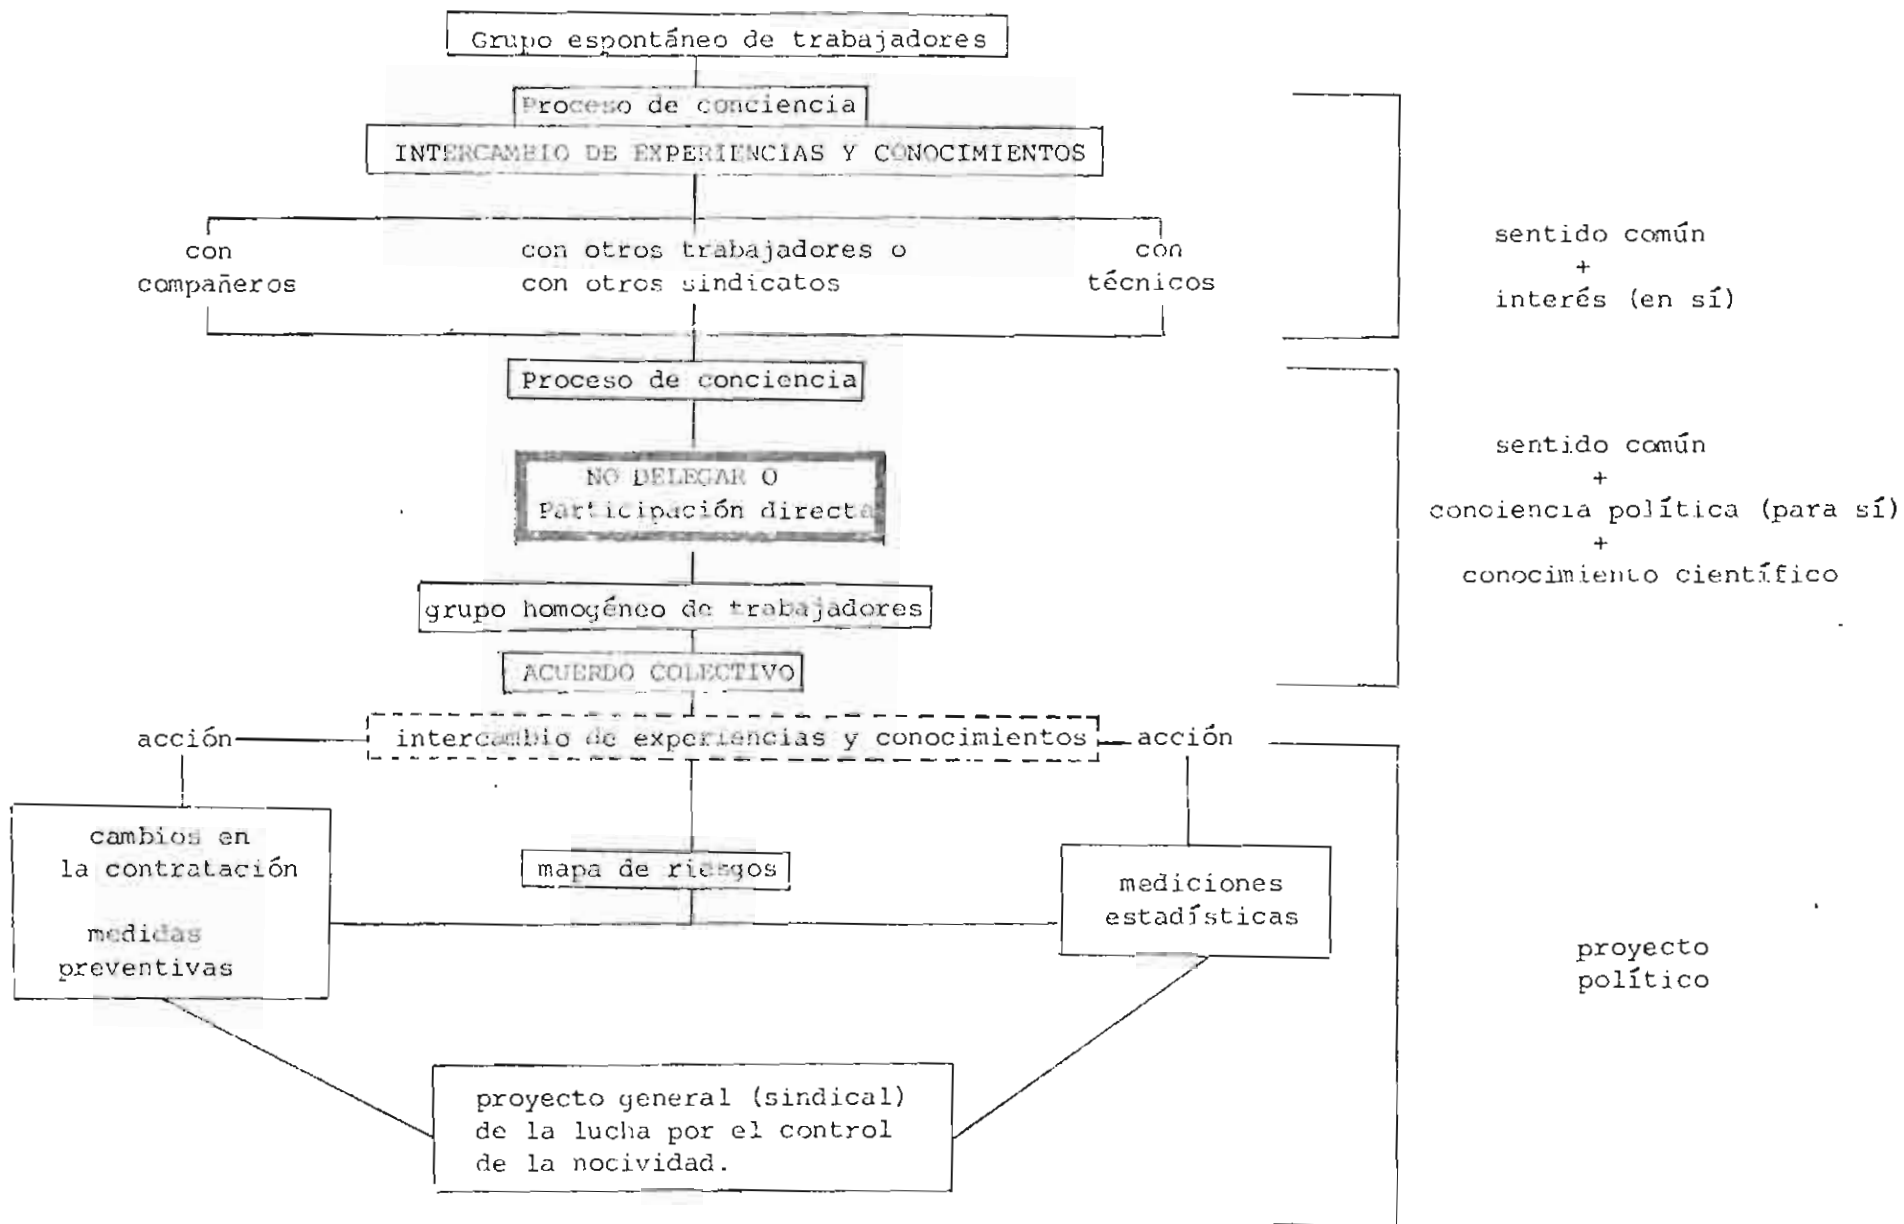 Grupo espontáneo de trabajadores
Proceso de conciencia
INTERCAMBIO DE EXPERIENCIAS Y CONOCIMIENTOS
con
compañeros
con otros trabajadores o
con otros sindicatos
con
técnicos
sentido común
+
interés (en sí)
Proceso de conciencia
NO DELEGAR O
Participación directa
grupo homogéneo de trabajadores
ACUERDO COLECTIVO
sentido común
+
conciencia política (para sí)
+
conocimiento científico
acción
intercambio de experiencias y conocimientos
acción
cambios en
la contratación
medidas
preventivas
mapa de riesgos
mediciones
estadísticas
proyecto
político
proyecto general (sindical)
de la lucha por el control
de la nocividad.